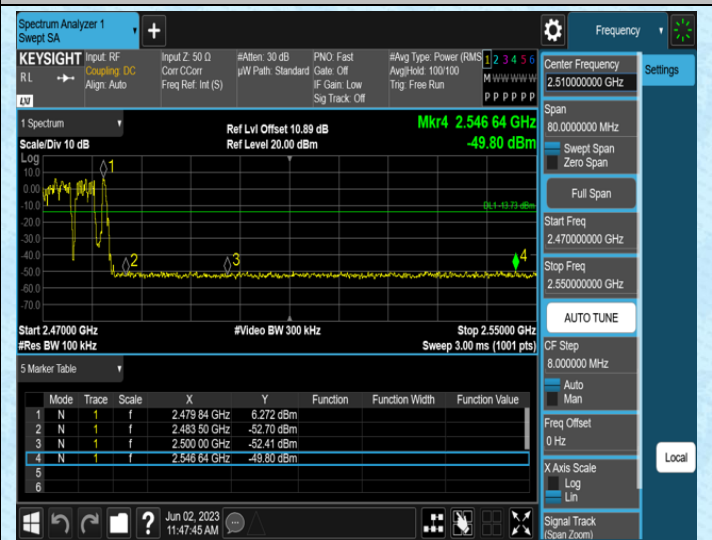 Spectrum Analyzer 1
Swept SA
+
Frequency
KEYSIGHT
RL
LXI
Input: RF
Coupling: DC
Align: Auto
Input Z: 50 Ω
Corr CCorr
Freq Ref: Int (S)
#Atten: 30 dB
µW Path: Standard
PNO: Fast
Gate: Off
IF Gain: Low
Sig Track: Off
#Avg Type: Power (RMS
Avg|Hold: 100/100
Trig: Free Run
1 2 3 4 5 6
M W W W W W
P P P P P P
Center Frequency
2.510000000 GHz
Settings
Span
80.0000000 MHz
Swept Span
Zero Span
Full Span
Start Freq
2.470000000 GHz
Stop Freq
2.550000000 GHz
AUTO TUNE
CF Step
8.000000 MHz
Auto
Man
Freq Offset
0 Hz
X Axis Scale
Log
Lin
Signal Track
(Span Zoom)
Local
1 Spectrum
Scale/Div 10 dB
Ref Lvl Offset 10.89 dB
Ref Level 20.00 dBm
Mkr4 2.546 64 GHz
-49.80 dBm
Log
10.0
0.00
-10.0
-20.0
-30.0
-40.0
-50.0
-60.0
-70.0
1
2
3
4
DL1 -13.73 dBm
Start 2.47000 GHz
#Video BW 300 kHz
Stop 2.55000 GHz
#Res BW 100 kHz
Sweep 3.00 ms (1001 pts)
5 Marker Table
Mode Trace Scale X Y Function Function Width Function Value
1 N 1 f 2.479 84 GHz 6.272 dBm
2 N 1 f 2.483 50 GHz -52.70 dBm
3 N 1 f 2.500 00 GHz -52.41 dBm
4 N 1 f 2.546 64 GHz -49.80 dBm
5
6
?
Jun 02, 2023
11:47:45 AM